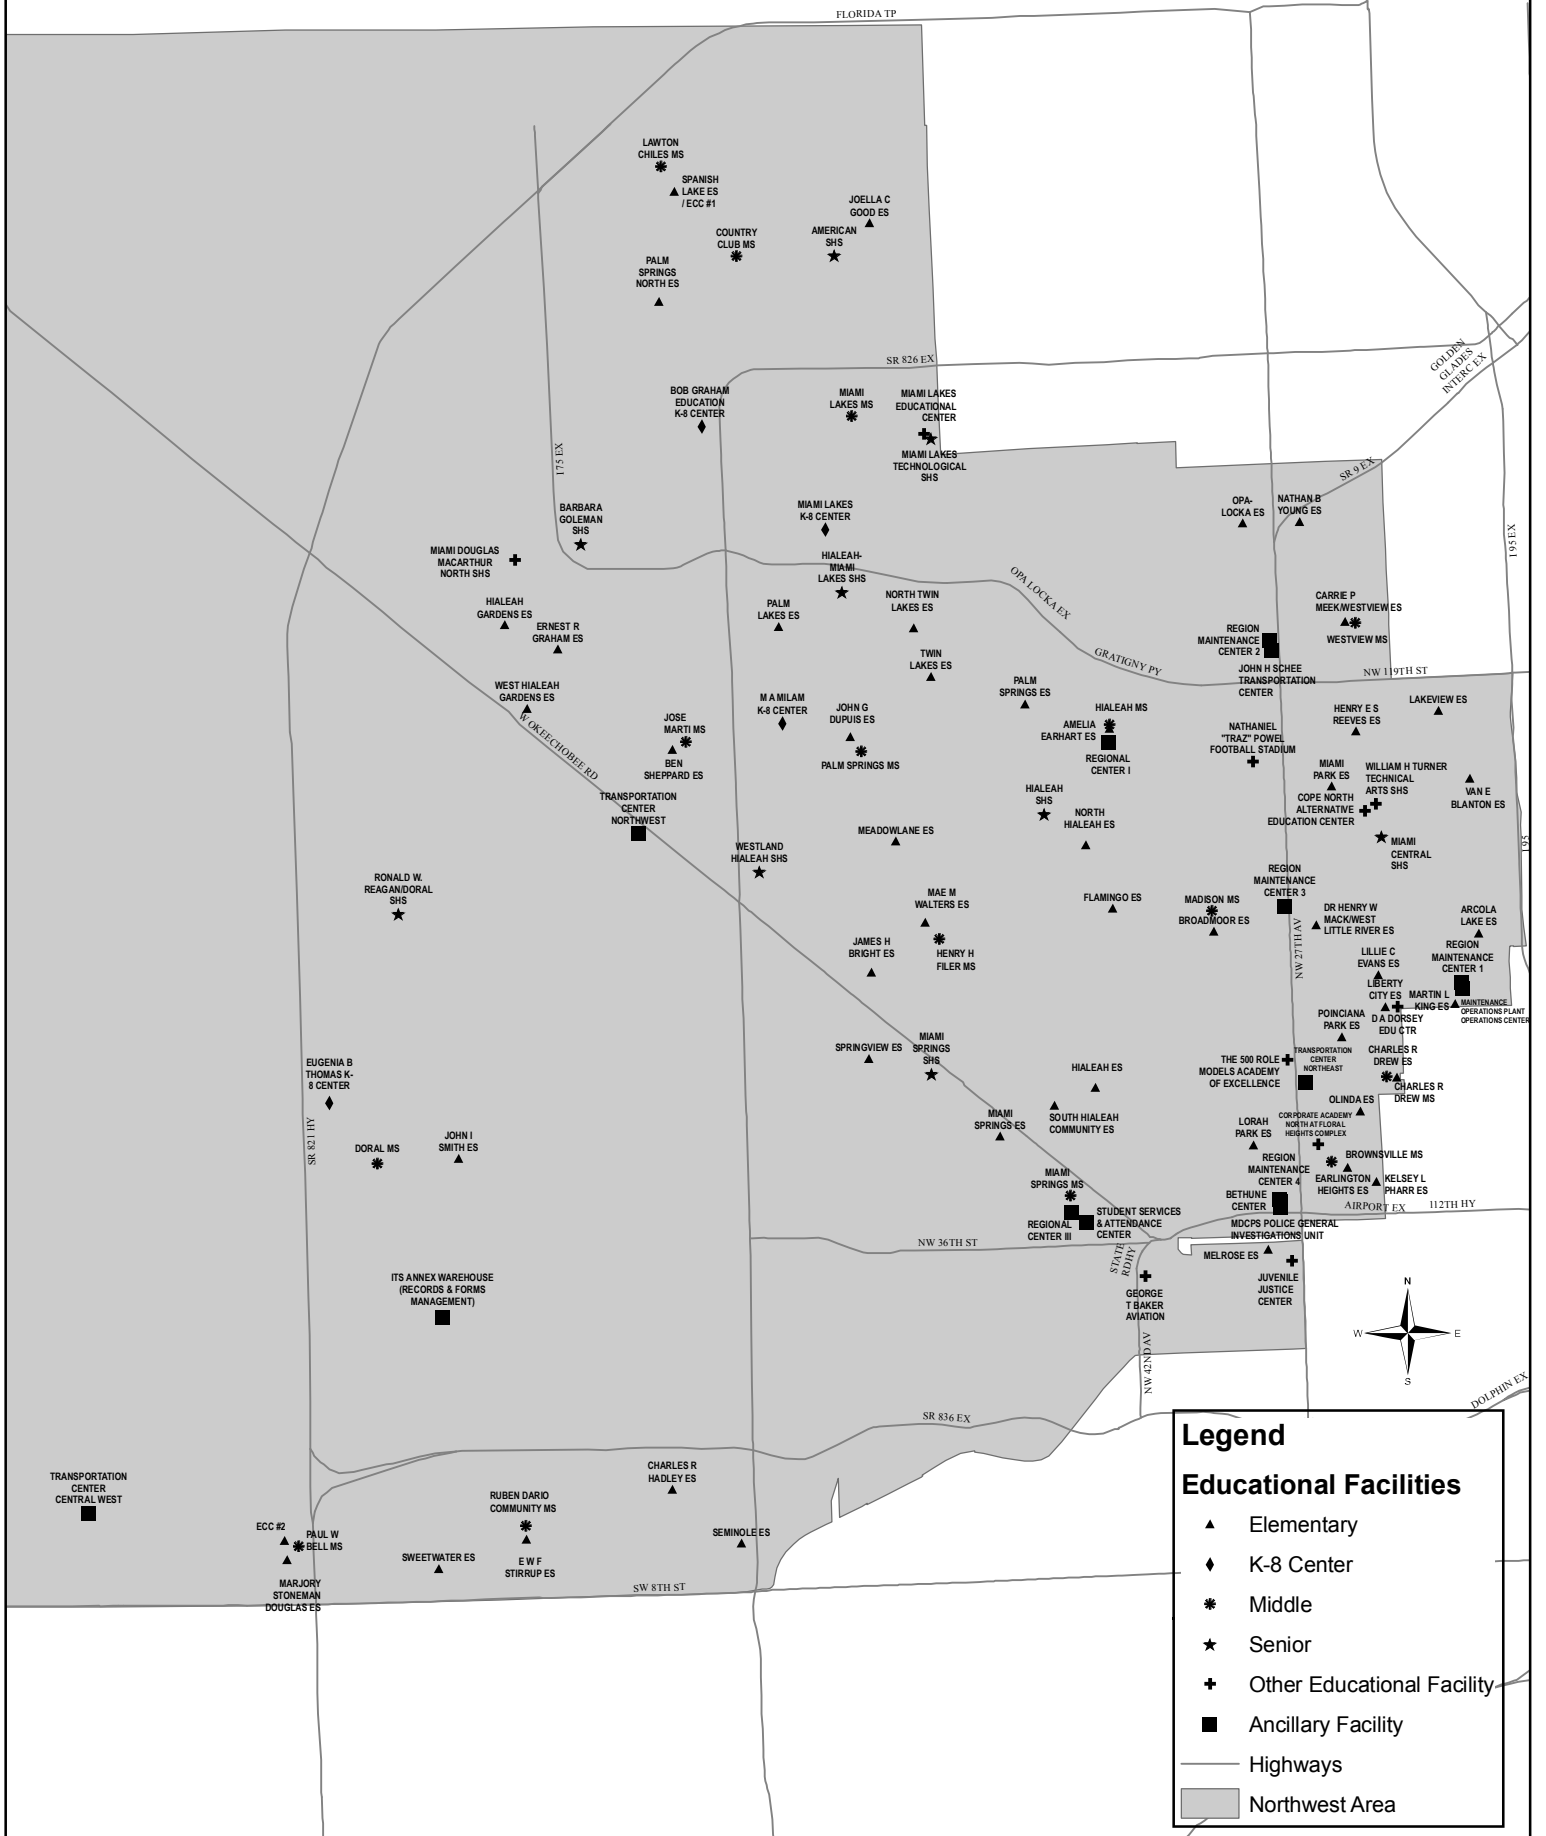 FLORIDA TP
LAWTON
CHILES MS
SPANISH
LAKE ES
/ ECC #1
JOELLA C
GOOD ES
COUNTRY
CLUB MS
AMERICAN
SHS
PALM
SPRINGS
NORTH ES
SR 826 EX
GOLDEN
GLADES
INTERC EX
BOB GRAHAM
EDUCATION
K-8 CENTER
MIAMI
LAKES MS
MIAMI LAKES
EDUCATIONAL
CENTER
MIAMI LAKES
TECHNOLOGICAL
SHS
175 EX
SR 9 EX
195 EX
BARBARA
GOLEMAN
SHS
MIAMI LAKES
K-8 CENTER
OPA-
LOCKA ES
NATHAN B
YOUNG ES
MIAMI DOUGLAS
MACARTHUR
NORTH SHS
HIALEAH-
MIAMI
LAKES SHS
OPA LOCKA EX
HIALEAH
GARDENS ES
ERNEST R
GRAHAM ES
PALM
LAKES ES
NORTH TWIN
LAKES ES
CARRIE P
MEEK/WESTVIEW ES
WESTVIEW MS
REGION
MAINTENANCE
CENTER 2
JOHN H SCHEE
TRANSPORTATION
CENTER
TWIN
LAKES ES
GRATIGNY PY
NW 119TH ST
WEST HIALEAH
GARDENS ES
W OKEECHOBEE RD
M A MILAM
K-8 CENTER
JOHN G
DUPUIS ES
PALM SPRINGS MS
PALM
SPRINGS ES
HIALEAH MS
AMELIA
EARHART ES
REGIONAL
CENTER I
LAKEVIEW ES
HENRY E S
REEVES ES
JOSE
MARTI MS
BEN
SHEPPARD ES
NATHANIEL
"TRAZ" POWEL
FOOTBALL STADIUM
MIAMI
PARK ES
WILLIAM H TURNER
TECHNICAL
ARTS SHS
COPE NORTH
ALTERNATIVE
EDUCATION CENTER
VAN E
BLANTON ES
TRANSPORTATION
CENTER
NORTHWEST
HIALEAH
SHS
NORTH
HIALEAH ES
MEADOWLANE ES
MIAMI
CENTRAL
SHS
195
WESTLAND
HIALEAH SHS
RONALD W.
REAGAN/DORAL
SHS
MAE M
WALTERS ES
HENRY H
FILER MS
JAMES H
BRIGHT ES
FLAMINGO ES
MADISON MS
BROADMOOR ES
REGION
MAINTENANCE
CENTER 3
DR HENRY W
MACK/WEST
LITTLE RIVER ES
NW 27TH AV
ARCOLA
LAKE ES
REGION
MAINTENANCE
CENTER 1
LILLIE C
EVANS ES
LIBERTY
CITY ES
MARTIN L
KING ES
MAINTENANCE
OPERATIONS PLANT
OPERATIONS CENTER
D A DORSEY
EDU CTR
POINCIANA
PARK ES
SPRINGVIEW ES
MIAMI
SPRINGS
SHS
EUGENIA B
THOMAS K-
8 CENTER
HIALEAH ES
SOUTH HIALEAH
COMMUNITY ES
THE 500 ROLE
MODELS ACADEMY
OF EXCELLENCE
TRANSPORTATION
CENTER
NORTHEAST
CHARLES R
DREW ES
CHARLES R
DREW MS
OLINDA ES
MIAMI
SPRINGS ES
LORAH
PARK ES
CORPORATE ACADEMY
NORTH AT FLORAL
HEIGHTS COMPLEX
SR 821 HY
DORAL MS
JOHN I
SMITH ES
REGION
MAINTENANCE
CENTER 4
BROWNSVILLE MS
EARLINGTON
HEIGHTS ES
KELSEY L
PHARR ES
MIAMI
SPRINGS MS
BETHUNE
CENTER
AIRPORT EX
112TH HY
REGIONAL
CENTER III
STUDENT SERVICES
& ATTENDANCE
CENTER
MDCPS POLICE GENERAL
INVESTIGATIONS UNIT
NW 36TH ST
STATE
RDHY
MELROSE ES
JUVENILE
JUSTICE
CENTER
GEORGE
T BAKER
AVIATION
NW 42ND AV
ITS ANNEX WAREHOUSE
(RECORDS & FORMS
MANAGEMENT)
N
W
E
S
DOLPHIN EX
SR 836 EX
TRANSPORTATION
CENTER
CENTRAL WEST
CHARLES R
HADLEY ES
RUBEN DARIO
COMMUNITY MS
E W F
STIRRUP ES
ECC #2
PAUL W
BELL MS
MARJORY
STONEMAN
DOUGLAS ES
SWEETWATER ES
SEMINOLE ES
SW 8TH ST
Legend
Educational Facilities
Elementary
K-8 Center
Middle
Senior
Other Educational Facility
Ancillary Facility
Highways
Northwest Area